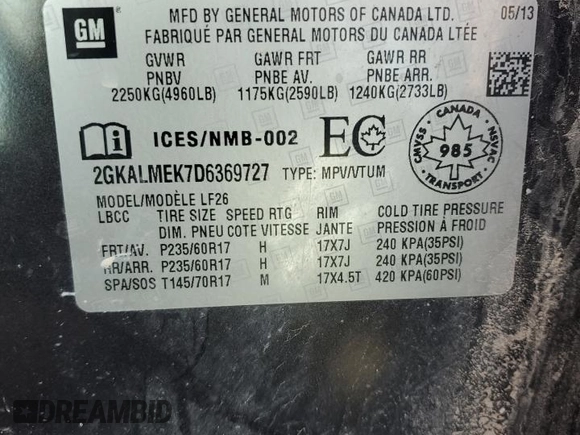 GM
MFD BY GENERAL MOTORS OF CANADA LTD. 05/13
FABRIQUÉ PAR GENERAL MOTORS DU CANADA LTÉE
GVWR GAWR FRT GAWR RR
PNBV PNBE AV. PNBE ARR.
2250KG(4960LB) 1175KG(2590LB) 1240KG(2733LB)
i ICES/NMB-002 EC
CANADA
CMVSS 985 NSVAC
TRANSPORT
2GKALMEK7D6369727 TYPE: MPV/VTUM
MODEL/MODÈLE LF26
LBCC TIRE SIZE SPEED RTG RIM COLD TIRE PRESSURE
DIM. PNEU COTE VITESSE JANTE PRESSION À FROID
FRT/AV. P235/60R17 H 17X7J 240 KPA(35PSI)
RR/ARR. P235/60R17 H 17X7J 240 KPA(35PSI)
SPA/SOS T145/70R17 M 17X4.5T 420 KPA(60PSI)
DREAMBID